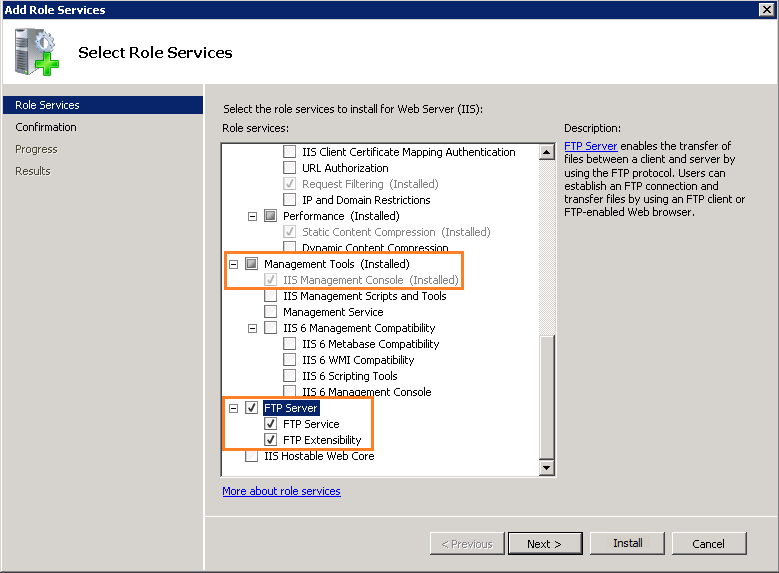 Add Role Services
Select Role Services
Role Services
Confirmation
Progress
Results
Select the role services to install for Web Server (IIS):
Role services:
IIS Client Certificate Mapping Authentication
URL Authorization
Request Filtering (Installed)
IP and Domain Restrictions
Performance (Installed)
Static Content Compression (Installed)
Dynamic Content Compression
Management Tools (Installed)
IIS Management Console (Installed)
IIS Management Scripts and Tools
Management Service
IIS 6 Management Compatibility
IIS 6 Metabase Compatibility
IIS 6 WMI Compatibility
IIS 6 Scripting Tools
IIS 6 Management Console
FTP Server
FTP Service
FTP Extensibility
IIS Hostable Web Core
More about role services
Description:
FTP Server enables the transfer of
files between a client and server by
using the FTP protocol. Users can
establish an FTP connection and
transfer files by using an FTP client or
FTP-enabled Web browser.
< Previous
Next >
Install
Cancel